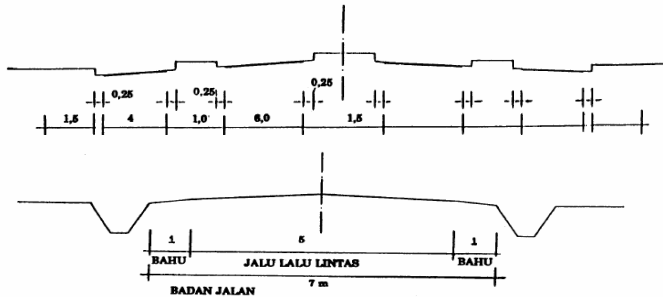 0,25 0,25 0,25
1,5 4 1,0 6,0 1,5
1 5 1
BAHU JALU LALU LINTAS BAHU
7 m
BADAN JALAN